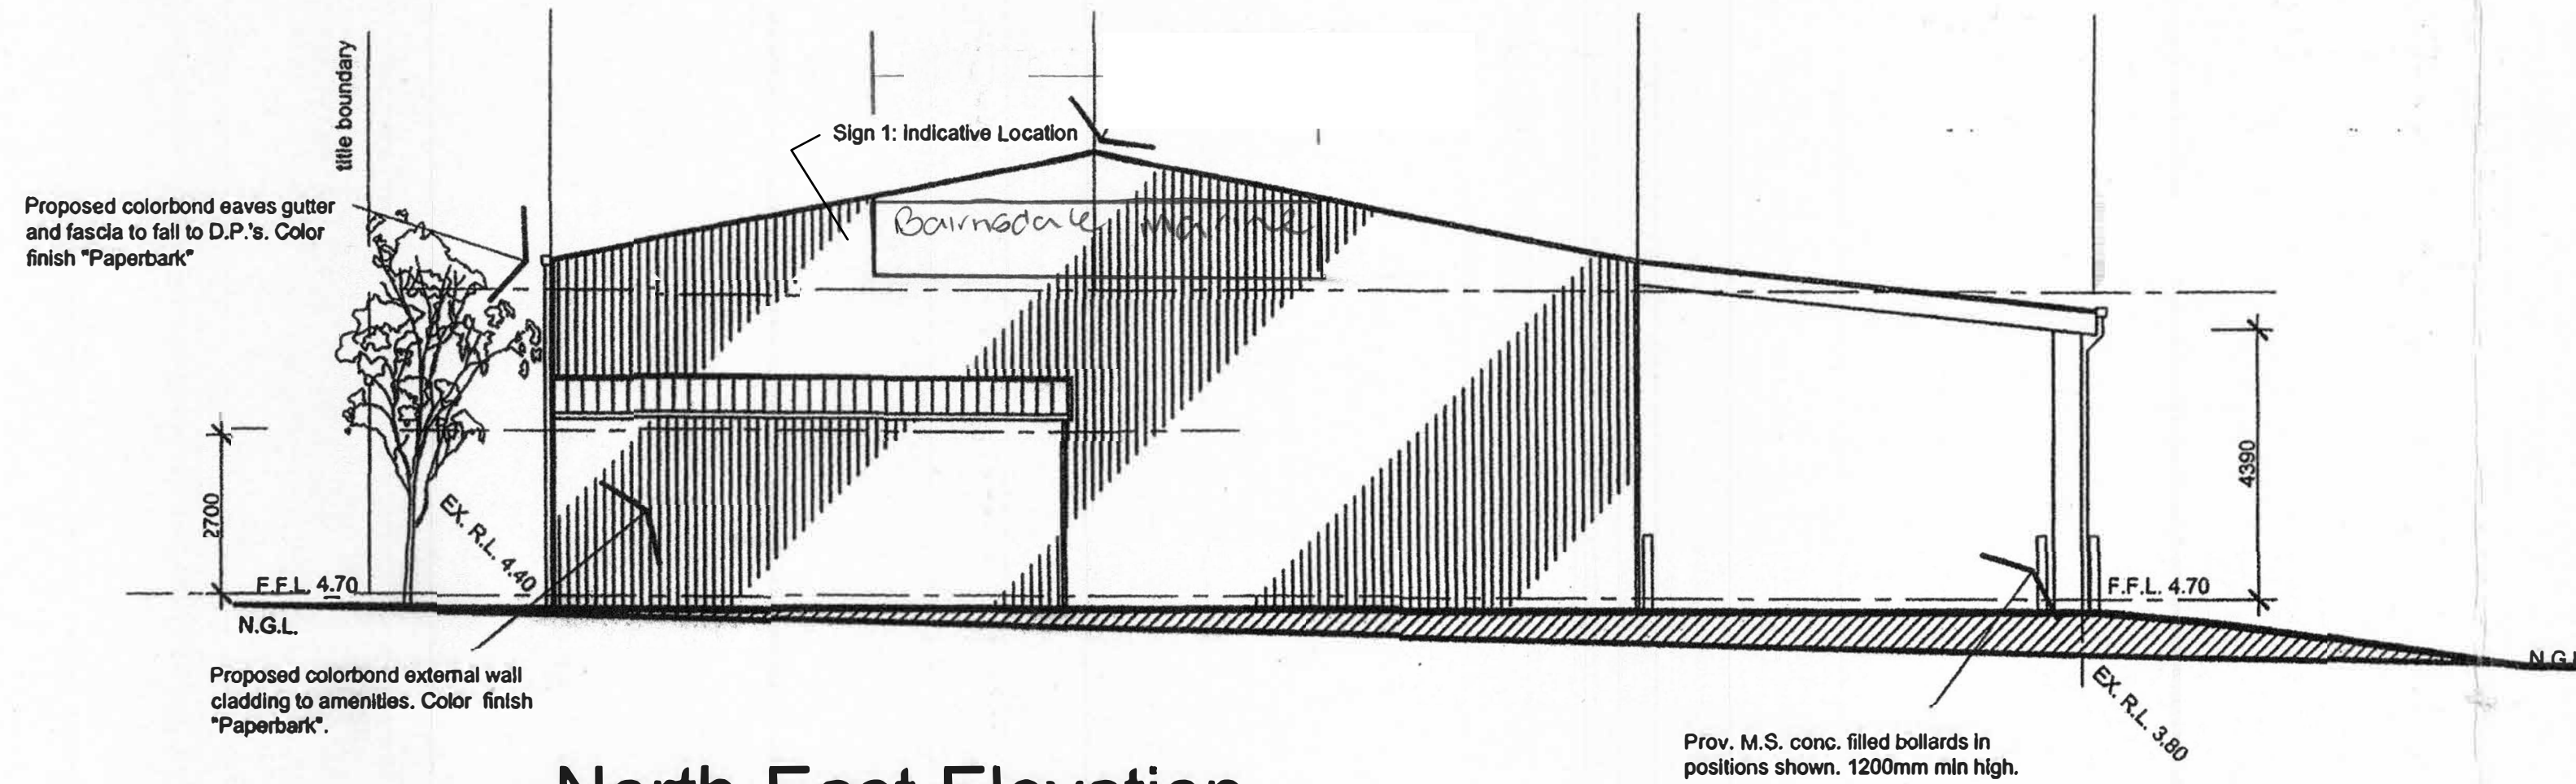 title boundary
Sign 1: Indicative Location
Proposed colorbond eaves gutter
and fascia to fall to D.P.'s. Color
finish "Paperbark"
Bairnsdale Marine
2700
EX. R.L. 4.40
4390
F.F.L. 4.70
F.F.L. 4.70
N.G.L.
N.G.L
Proposed colorbond external wall
cladding to amenities. Color finish
"Paperbark".
EX. R.L. 3.80
Prov. M.S. conc. filled bollards in
positions shown. 1200mm min high.
North-East Elevation